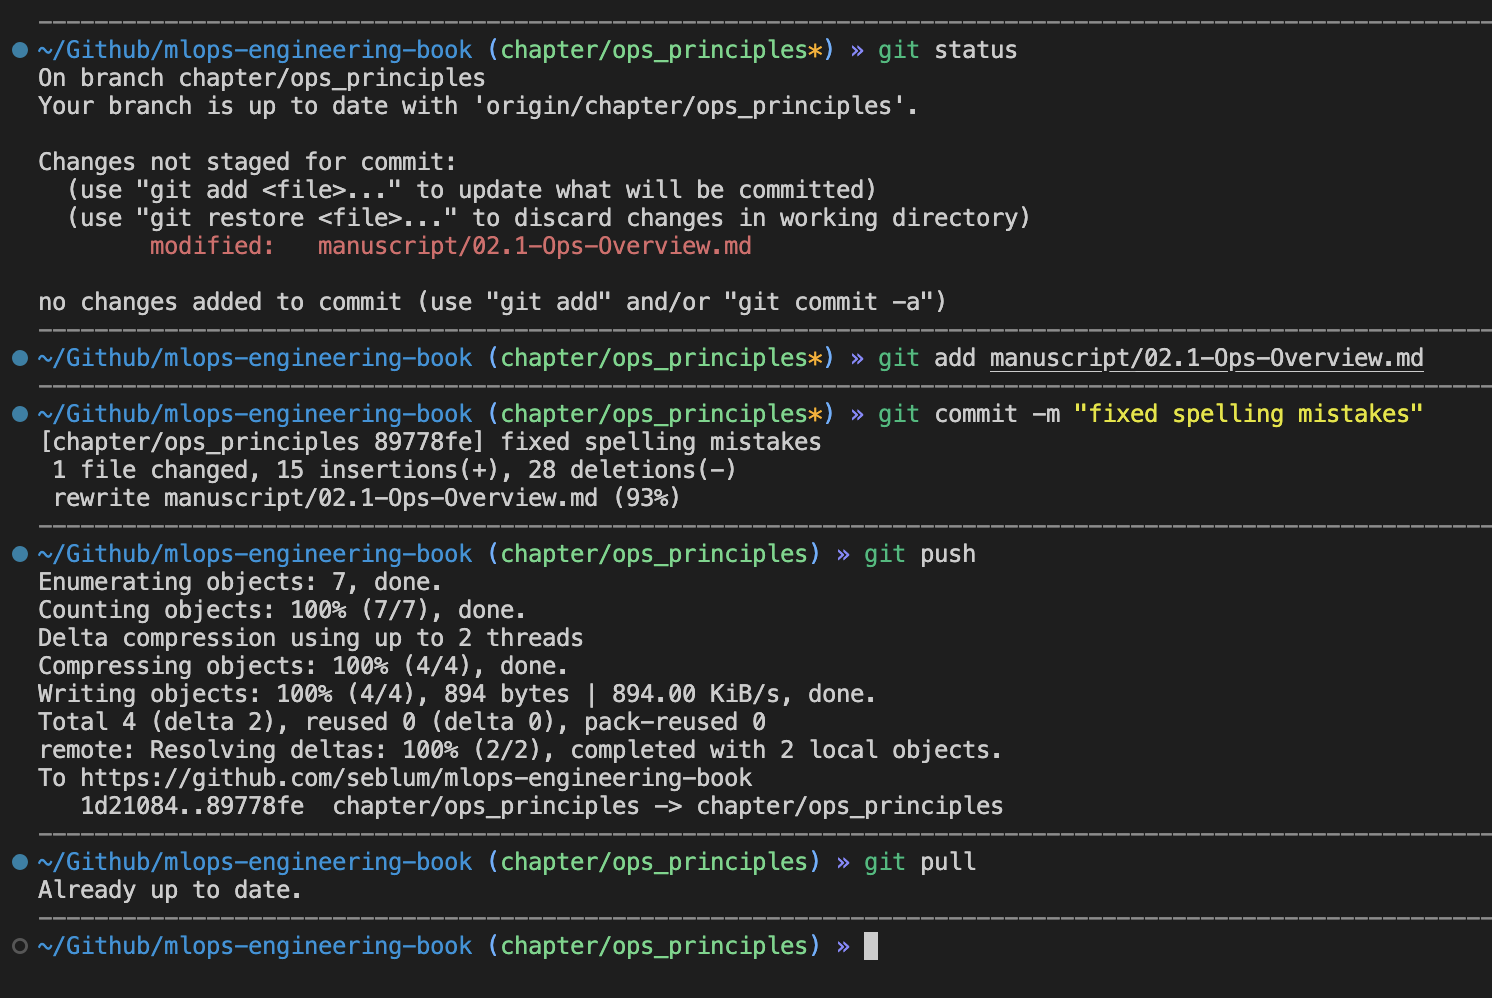 ~/Github/mlops-engineering-book (chapter/ops_principles*) » git status
On branch chapter/ops_principles
Your branch is up to date with 'origin/chapter/ops_principles'.
Changes not staged for commit:
  (use "git add <file>..." to update what will be committed)
  (use "git restore <file>..." to discard changes in working directory)
        modified:   manuscript/02.1-Ops-Overview.md
no changes added to commit (use "git add" and/or "git commit -a")
~/Github/mlops-engineering-book (chapter/ops_principles*) » git add manuscript/02.1-Ops-Overview.md
~/Github/mlops-engineering-book (chapter/ops_principles*) » git commit -m "fixed spelling mistakes"
[chapter/ops_principles 89778fe] fixed spelling mistakes
 1 file changed, 15 insertions(+), 28 deletions(-)
 rewrite manuscript/02.1-Ops-Overview.md (93%)
~/Github/mlops-engineering-book (chapter/ops_principles) » git push
Enumerating objects: 7, done.
Counting objects: 100% (7/7), done.
Delta compression using up to 2 threads
Compressing objects: 100% (4/4), done.
Writing objects: 100% (4/4), 894 bytes | 894.00 KiB/s, done.
Total 4 (delta 2), reused 0 (delta 0), pack-reused 0
remote: Resolving deltas: 100% (2/2), completed with 2 local objects.
To https://github.com/seblum/mlops-engineering-book
   1d21084..89778fe  chapter/ops_principles -> chapter/ops_principles
~/Github/mlops-engineering-book (chapter/ops_principles) » git pull
Already up to date.
~/Github/mlops-engineering-book (chapter/ops_principles) »